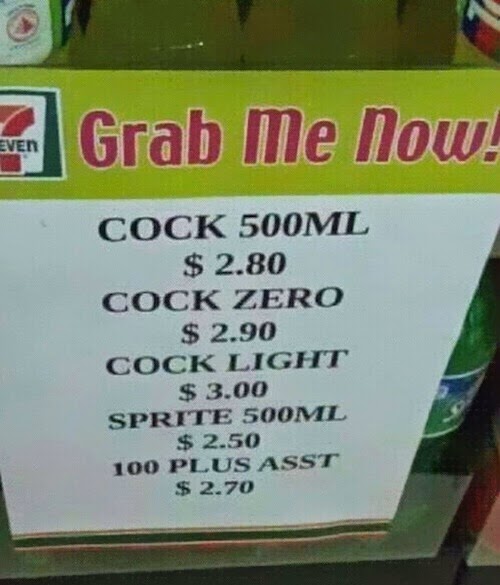 EVEn
Grab Me Now!
COCK 500ML
$ 2.80
COCK ZERO
$ 2.90
COCK LIGHT
$ 3.00
SPRITE 500ML
$ 2.50
100 PLUS ASST
$ 2.70